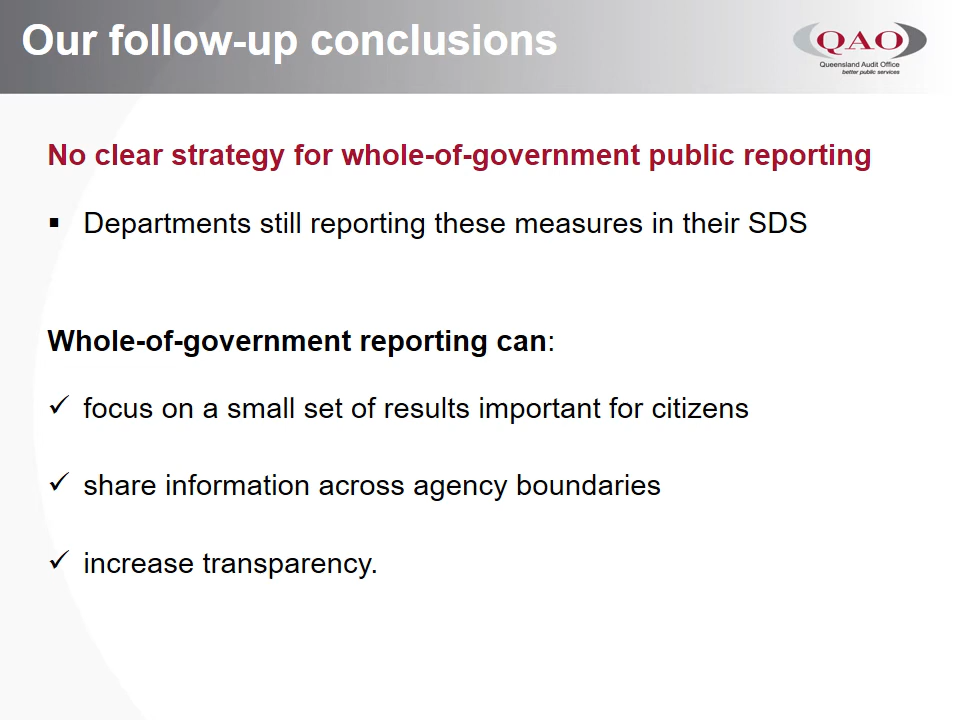 Our follow-up conclusions
QAO
Queensland Audit Office
better public services
No clear strategy for whole-of-government public reporting
▪ Departments still reporting these measures in their SDS
Whole-of-government reporting can:
✓ focus on a small set of results important for citizens
✓ share information across agency boundaries
✓ increase transparency.